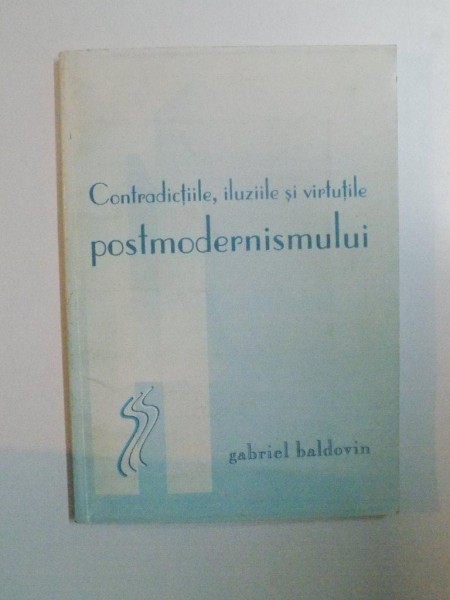 Contradicțiile, iluziile și virtuțile
postmodernismului
gabriel baldovin